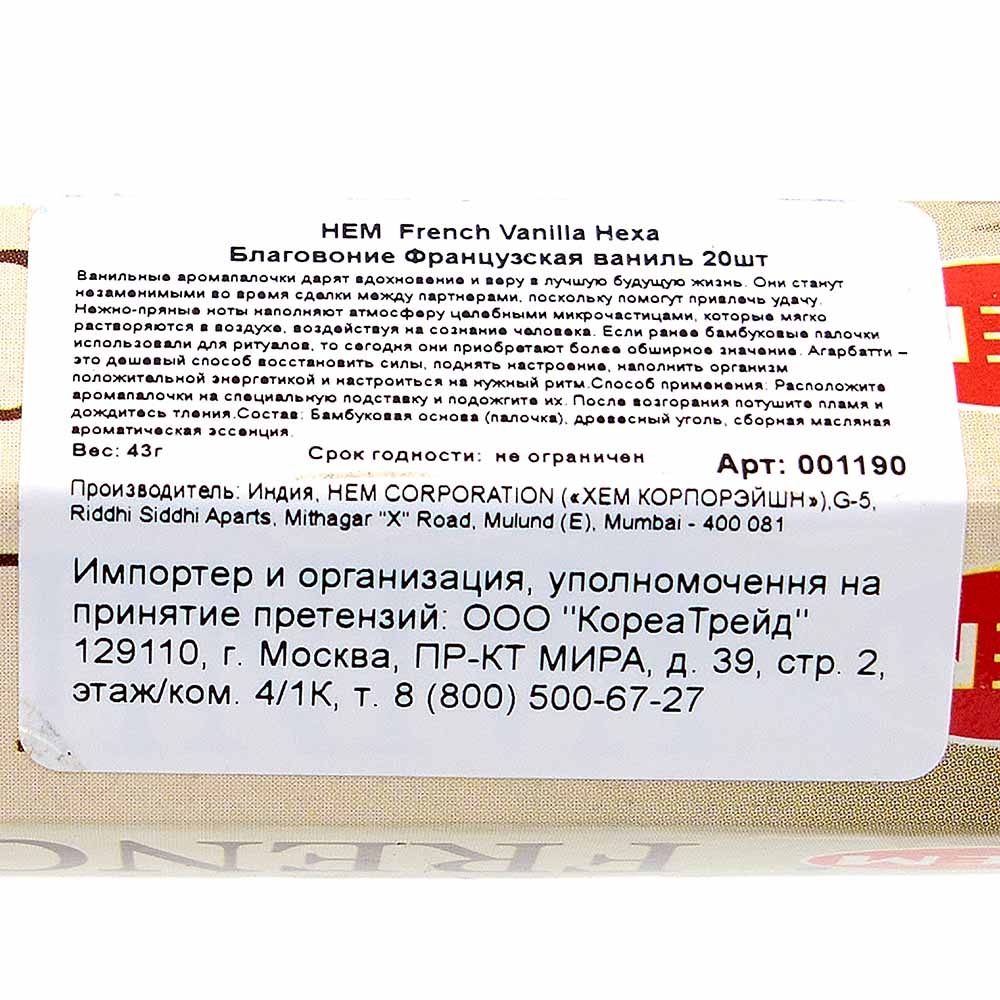 HEM French Vanilla Hexa
Благовоние Французская ваниль 20шт
Ванильные аромапалочки дарят вдохновение и веру в лучшую будущую жизнь. Они станут
незаменимыми во время сделки между партнерами, поскольку помогут привлечь удачу.
Нежно-пряные ноты наполняют атмосферу целебными микрочастицами, которые мягко
растворяются в воздухе, воздействуя на сознание человека. Если ранее бамбуковые палочки
использовали для ритуалов, то сегодня они приобретают более обширное значение. Агарбатти –
это дешевый способ восстановить силы, поднять настроение, наполнить организм
положительной энергетикой и настроиться на нужный ритм.Способ применения: Расположите
аромапалочки на специальную подставку и подожгите их. После возгорания потушите пламя и
дождитесь тления.Состав: Бамбуковая основа (палочка), древесный уголь, сборная масляная
ароматическая эссенция.
Вес: 43г Срок годности: не ограничен Арт: 001190
Производитель: Индия, HEM CORPORATION («ХЕМ КОРПОРЭЙШН»),G-5,
Riddhi Siddhi Aparts, Mithagar "X" Road, Mulund (E), Mumbai - 400 081
Импортер и организация, уполномочення на
принятие претензий: ООО "КореаТрейд"
129110, г. Москва, ПР-КТ МИРА, д. 39, стр. 2,
этаж/ком. 4/1К, т. 8 (800) 500-67-27
FRENC